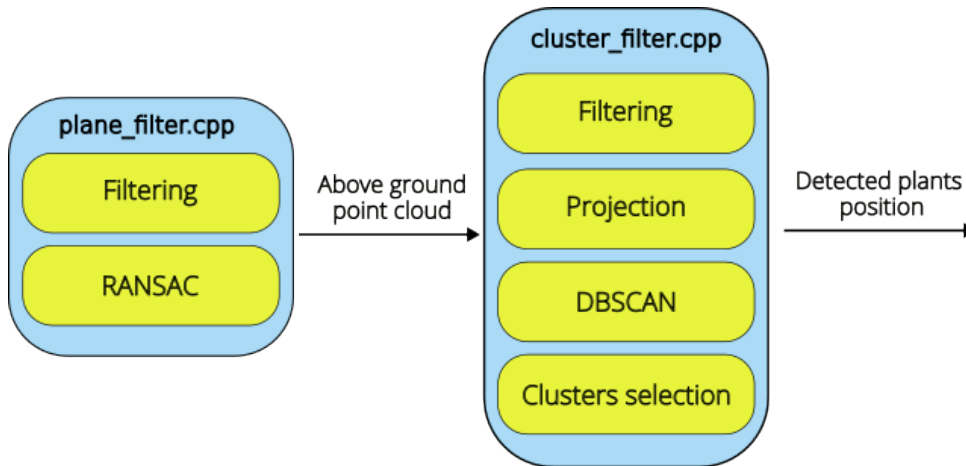 plane_filter.cpp
Filtering
RANSAC
Above ground
point cloud
cluster_filter.cpp
Filtering
Projection
DBSCAN
Clusters selection
Detected plants
position